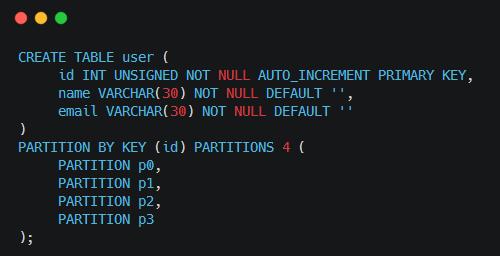 CREATE TABLE user (
     id INT UNSIGNED NOT NULL AUTO_INCREMENT PRIMARY KEY,
     name VARCHAR(30) NOT NULL DEFAULT '',
     email VARCHAR(30) NOT NULL DEFAULT ''
)
PARTITION BY KEY (id) PARTITIONS 4 (
     PARTITION p0,
     PARTITION p1,
     PARTITION p2,
     PARTITION p3
);